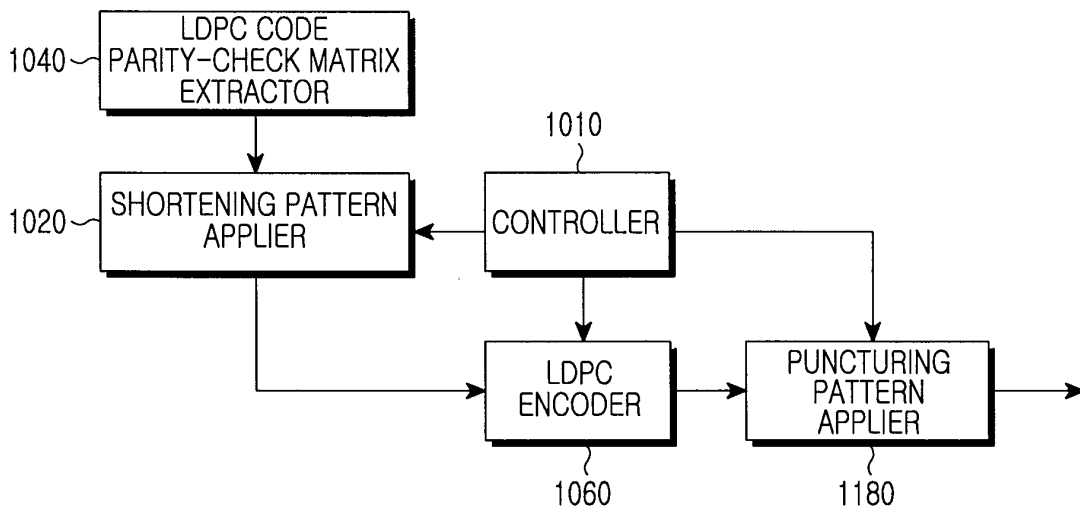 LDPC CODE
PARITY-CHECK MATRIX
EXTRACTOR
1040
1010
SHORTENING PATTERN
APPLIER
1020
CONTROLLER
LDPC
ENCODER
PUNCTURING
PATTERN
APPLIER
1060
1180